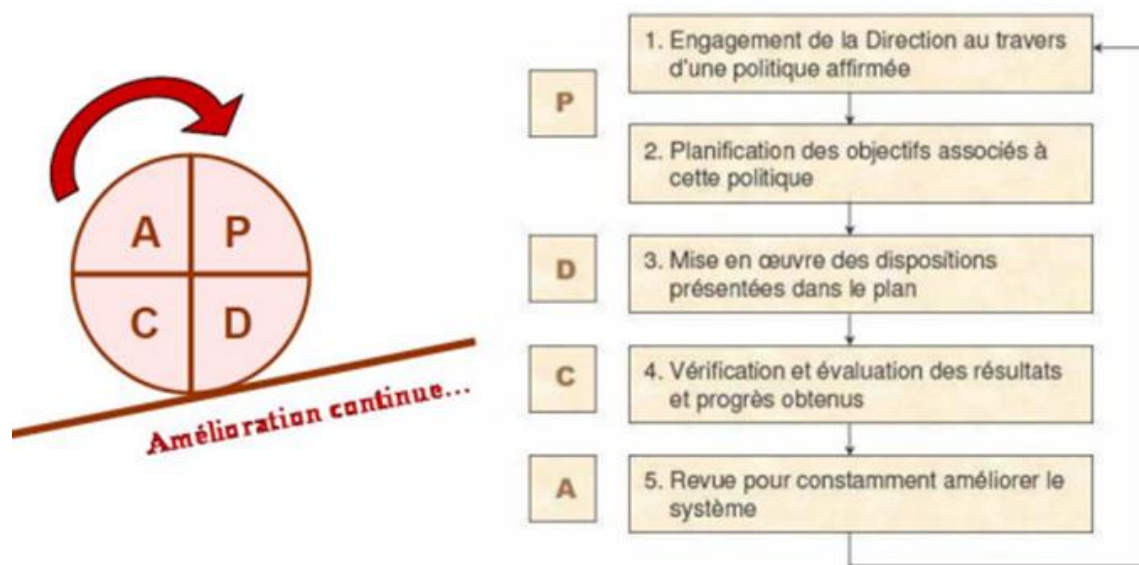 A P
C D
Amélioration continue...
P
1. Engagement de la Direction au travers
d'une politique affirmée
2. Planification des objectifs associés à
cette politique
D
3. Mise en œuvre des dispositions
présentées dans le plan
C
4. Vérification et évaluation des résultats
et progrès obtenus
A
5. Revue pour constamment améliorer le
système